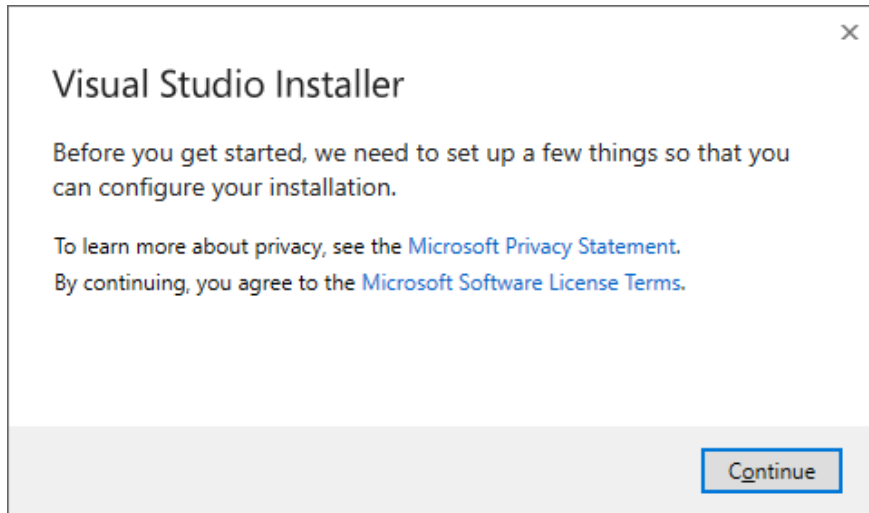 Visual Studio Installer
Before you get started, we need to set up a few things so that you
can configure your installation.
To learn more about privacy, see the Microsoft Privacy Statement.
By continuing, you agree to the Microsoft Software License Terms.
Continue